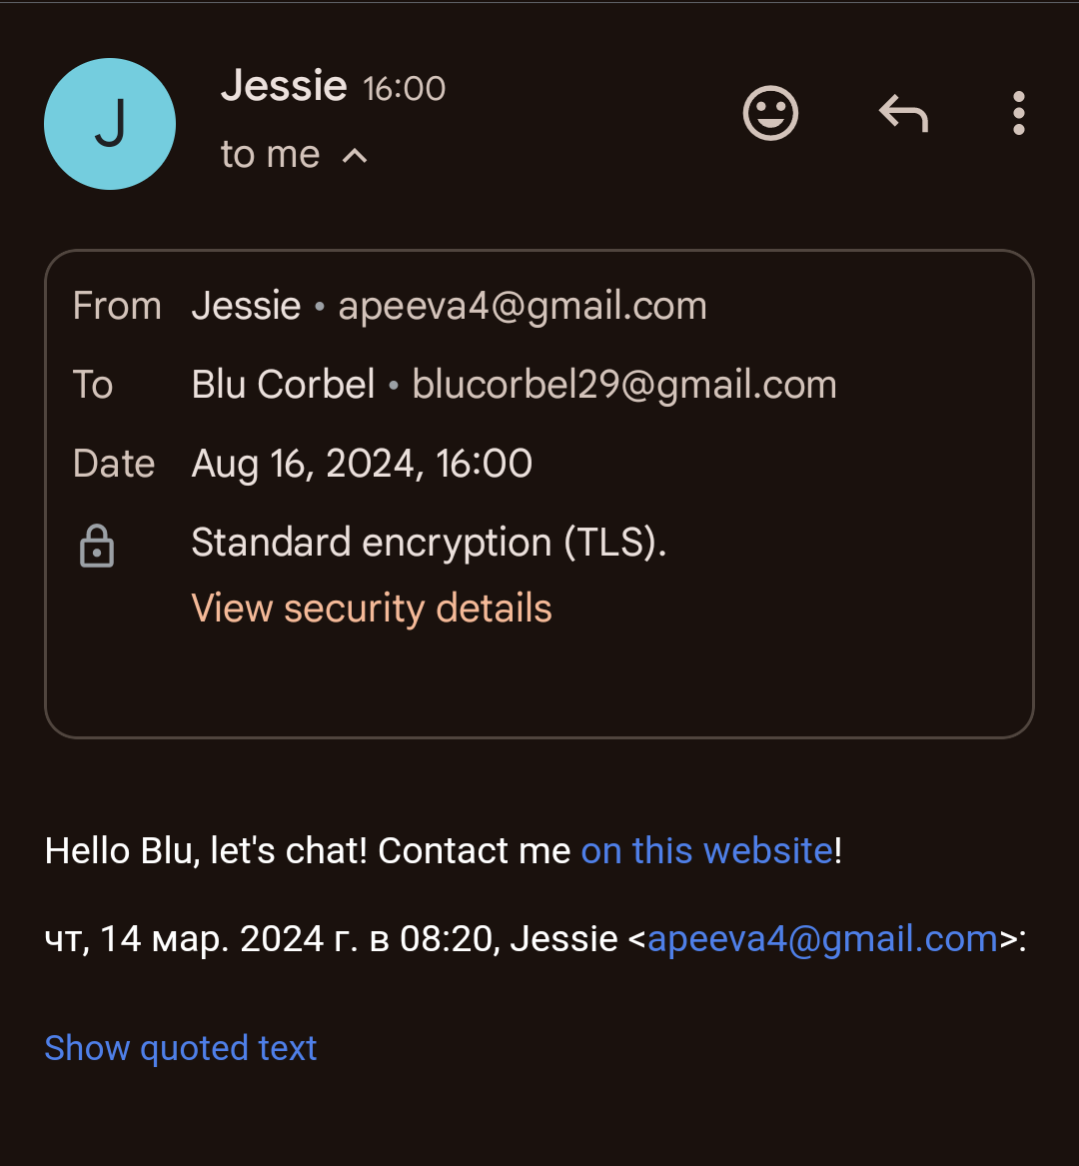 J
Jessie 16:00
to me
From Jessie • apeeva4@gmail.com
To Blu Corbel • blucorbel29@gmail.com
Date Aug 16, 2024, 16:00
Standard encryption (TLS).
View security details
Hello Blu, let's chat! Contact me on this website!
чт, 14 мар. 2024 г. в 08:20, Jessie <apeeva4@gmail.com>:
Show quoted text